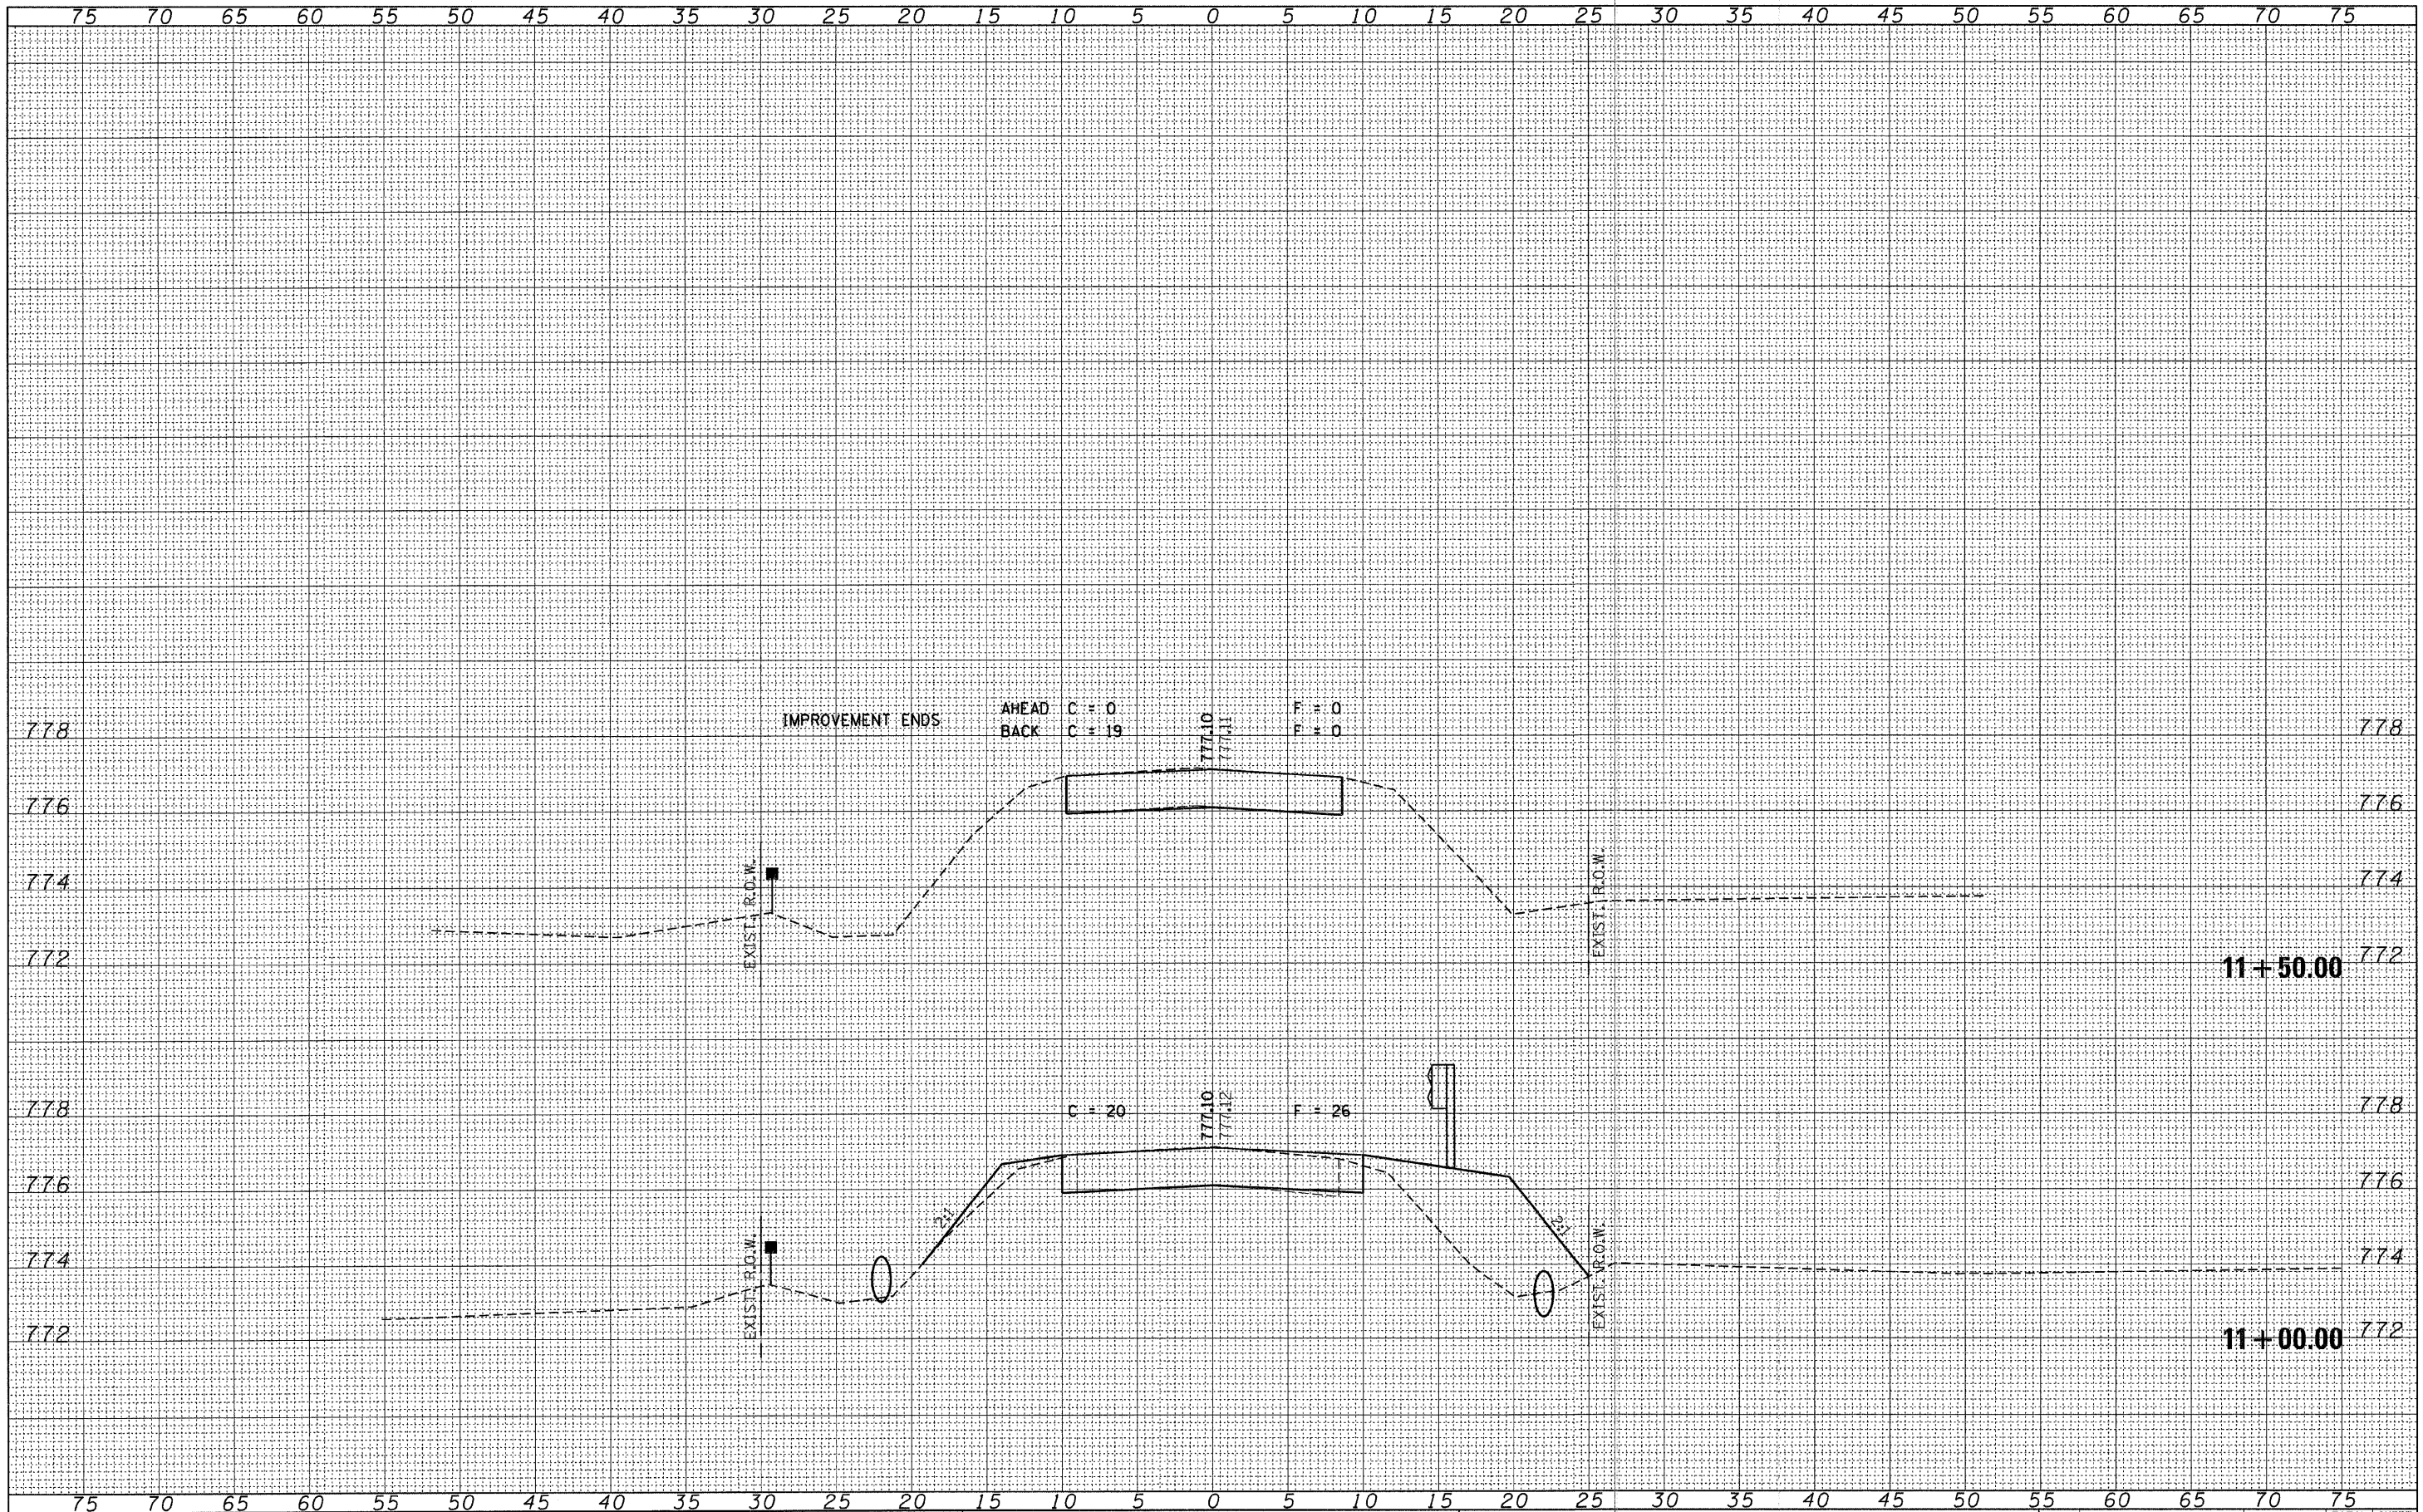 75 70 65 60 55 50 45 40 35 30 25 20 15 10 5 0 5 10 15 20 25 30 35 40 45 50 55 60 65 70 75
IMPROVEMENT ENDS
AHEAD C = 0 F = 0
BACK C = 19 F = 0
777.10
777.11
778 778
776 776
774 774
772 772
EXIST. R.O.W.
EXIST. R.O.W.
11+50.00
C = 20 F = 26
777.10
777.12
778 778
776 776
774 774
772 772
2:1
2:1
EXIST. R.O.W.
EXIST. R.O.W.
11+00.00
75 70 65 60 55 50 45 40 35 30 25 20 15 10 5 0 5 10 15 20 25 30 35 40 45 50 55 60 65 70 75